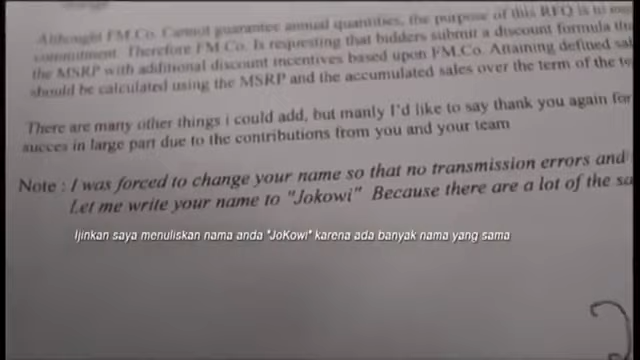 Althought FM.Co. Cannot guarantee annual quantities, the purpose of this RFQ is to
commitment. Therefore FM Co. Is requesting that bidders submit a discount formula
the MSRP with additional discount incentives based upon FM.Co. Attaining defined
should be calculated using the MSRP and the accumulated sales over the term of the
There are many other things i could add, but manly I'd like to say thank you again for
succes in large part due to the contributions from you and your team
Note : I was forced to change your name so that no transmission errors and
Let me write your name to "Jokowi" Because there are a lot of the
Ijinkan saya menuliskan nama anda "JoKowi" karena ada banyak nama yang sama